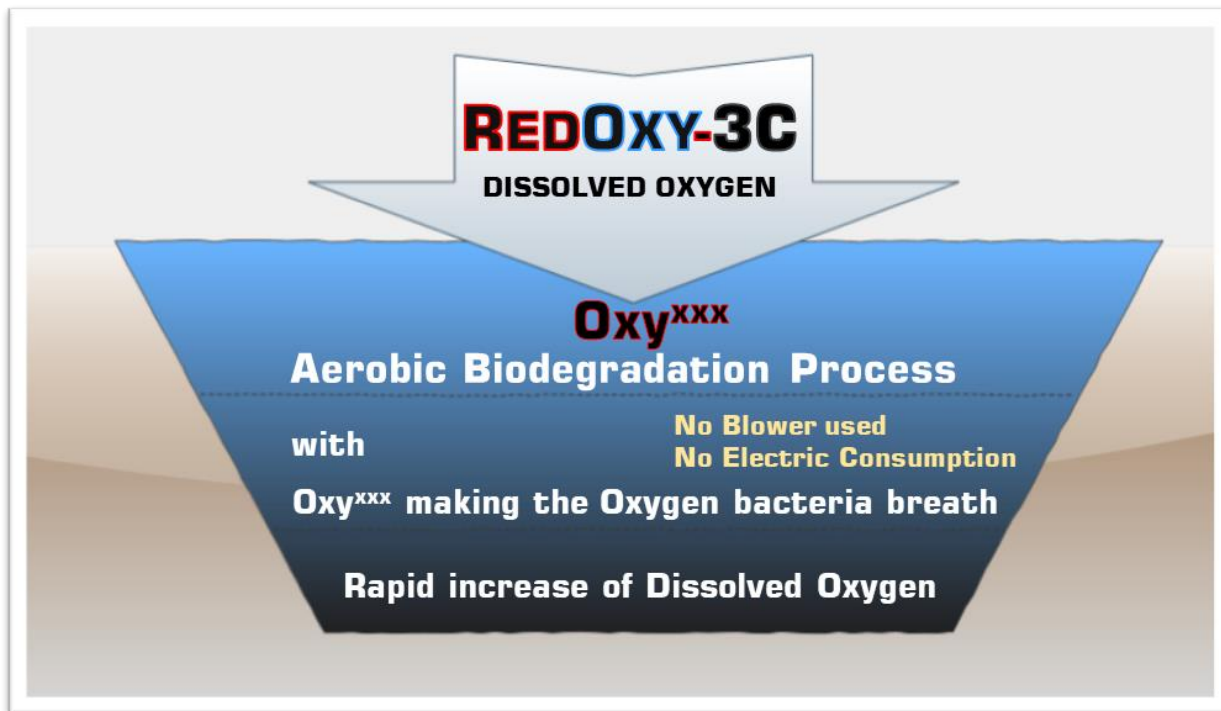 REDOXY-3C
DISSOLVED OXYGEN
Oxyˣˣˣ
Aerobic Biodegradation Process
with
No Blower used
No Electric Consumption
Oxyˣˣˣ making the Oxygen bacteria breath
Rapid increase of Dissolved Oxygen